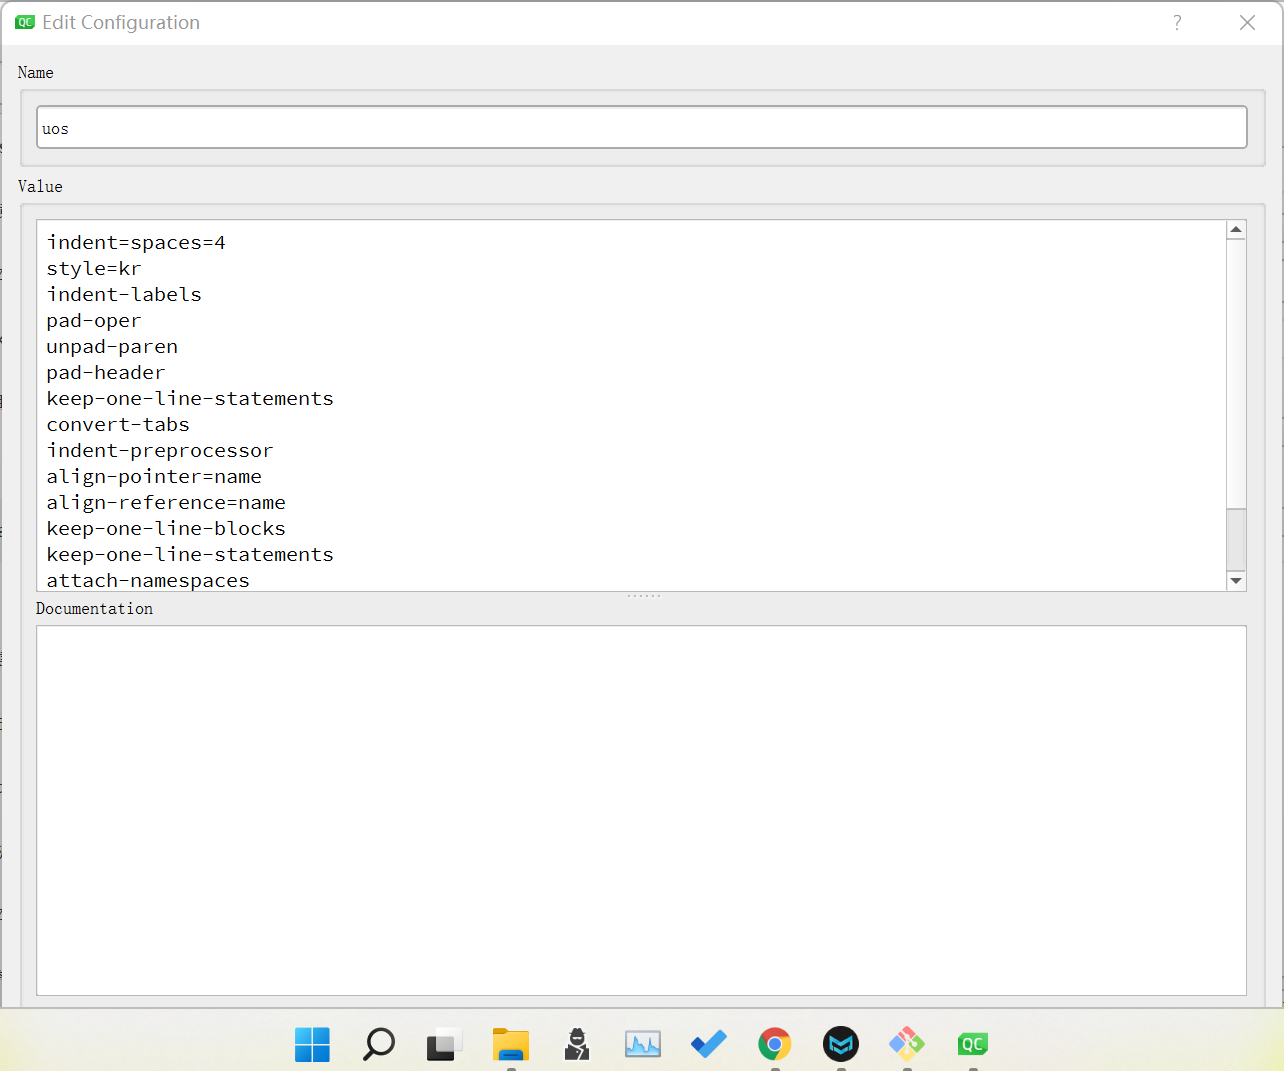 QC Edit Configuration
?
Name
uos
Value
indent=spaces=4
style=kr
indent-labels
pad-oper
unpad-paren
pad-header
keep-one-line-statements
convert-tabs
indent-preprocessor
align-pointer=name
align-reference=name
keep-one-line-blocks
keep-one-line-statements
attach-namespaces
Documentation
QC